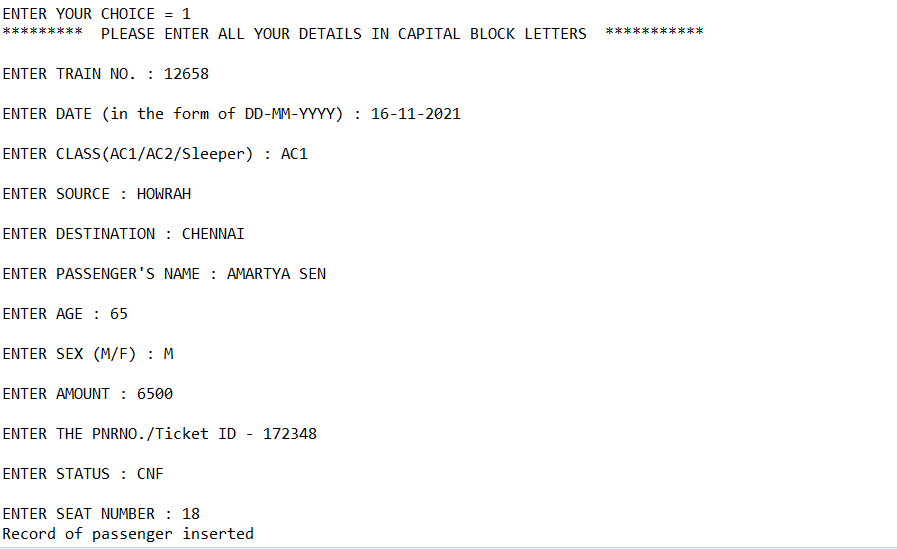 ENTER YOUR CHOICE = 1
*********  PLEASE ENTER ALL YOUR DETAILS IN CAPITAL BLOCK LETTERS  ***********
ENTER TRAIN NO. : 12658
ENTER DATE (in the form of DD-MM-YYYY) : 16-11-2021
ENTER CLASS(AC1/AC2/Sleeper) : AC1
ENTER SOURCE : HOWRAH
ENTER DESTINATION : CHENNAI
ENTER PASSENGER'S NAME : AMARTYA SEN
ENTER AGE : 65
ENTER SEX (M/F) : M
ENTER AMOUNT : 6500
ENTER THE PNRNO./Ticket ID - 172348
ENTER STATUS : CNF
ENTER SEAT NUMBER : 18
Record of passenger inserted